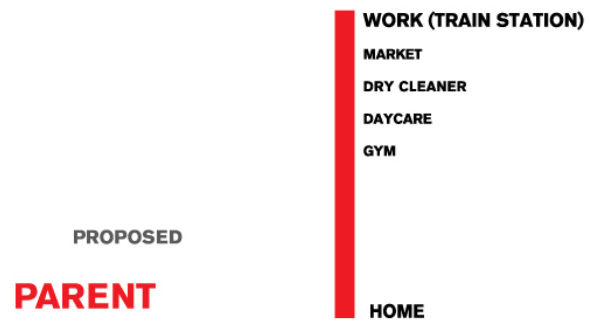 WORK (TRAIN STATION)
MARKET
DRY CLEANER
DAYCARE
GYM
PROPOSED
PARENT
HOME